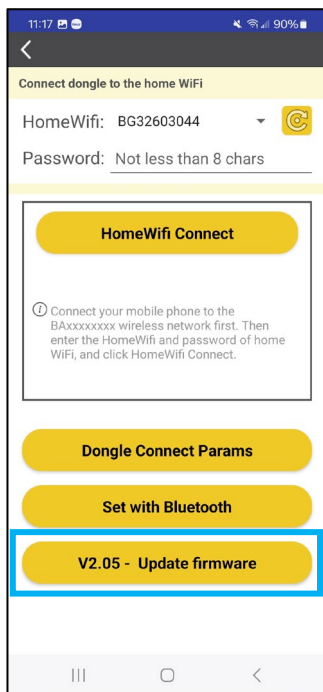 11:17 90%
Connect dongle to the home WiFi
HomeWifi: BG32603044
Password: Not less than 8 chars
HomeWifi Connect
Connect your mobile phone to the
BAxxxxxxxx wireless network first. Then
enter the HomeWifi and password of home
WiFi, and click HomeWifi Connect.
Dongle Connect Params
Set with Bluetooth
V2.05 - Update firmware